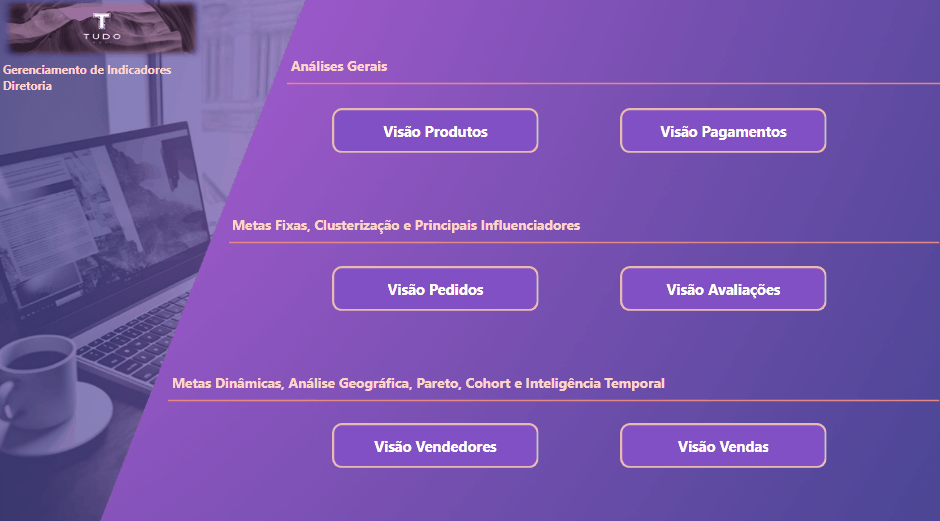 TUDO
Gerenciamento de Indicadores
Diretoria
Análises Gerais
Visão Produtos
Visão Pagamentos
Metas Fixas, Clusterização e Principais Influenciadores
Visão Pedidos
Visão Avaliações
Metas Dinâmicas, Análise Geográfica, Pareto, Cohort e Inteligência Temporal
Visão Vendedores
Visão Vendas